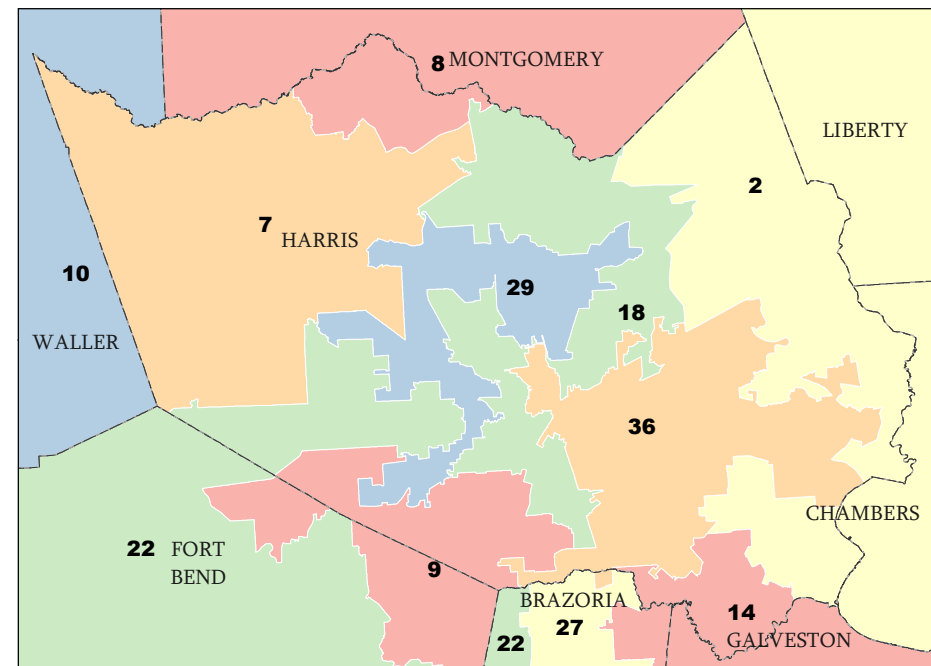 8 MONTGOMERY
LIBERTY
2
7
HARRIS
10
29
18
WALLER
36
CHAMBERS
22 FORT
BEND
9
BRAZORIA
14
27
22
GALVESTON